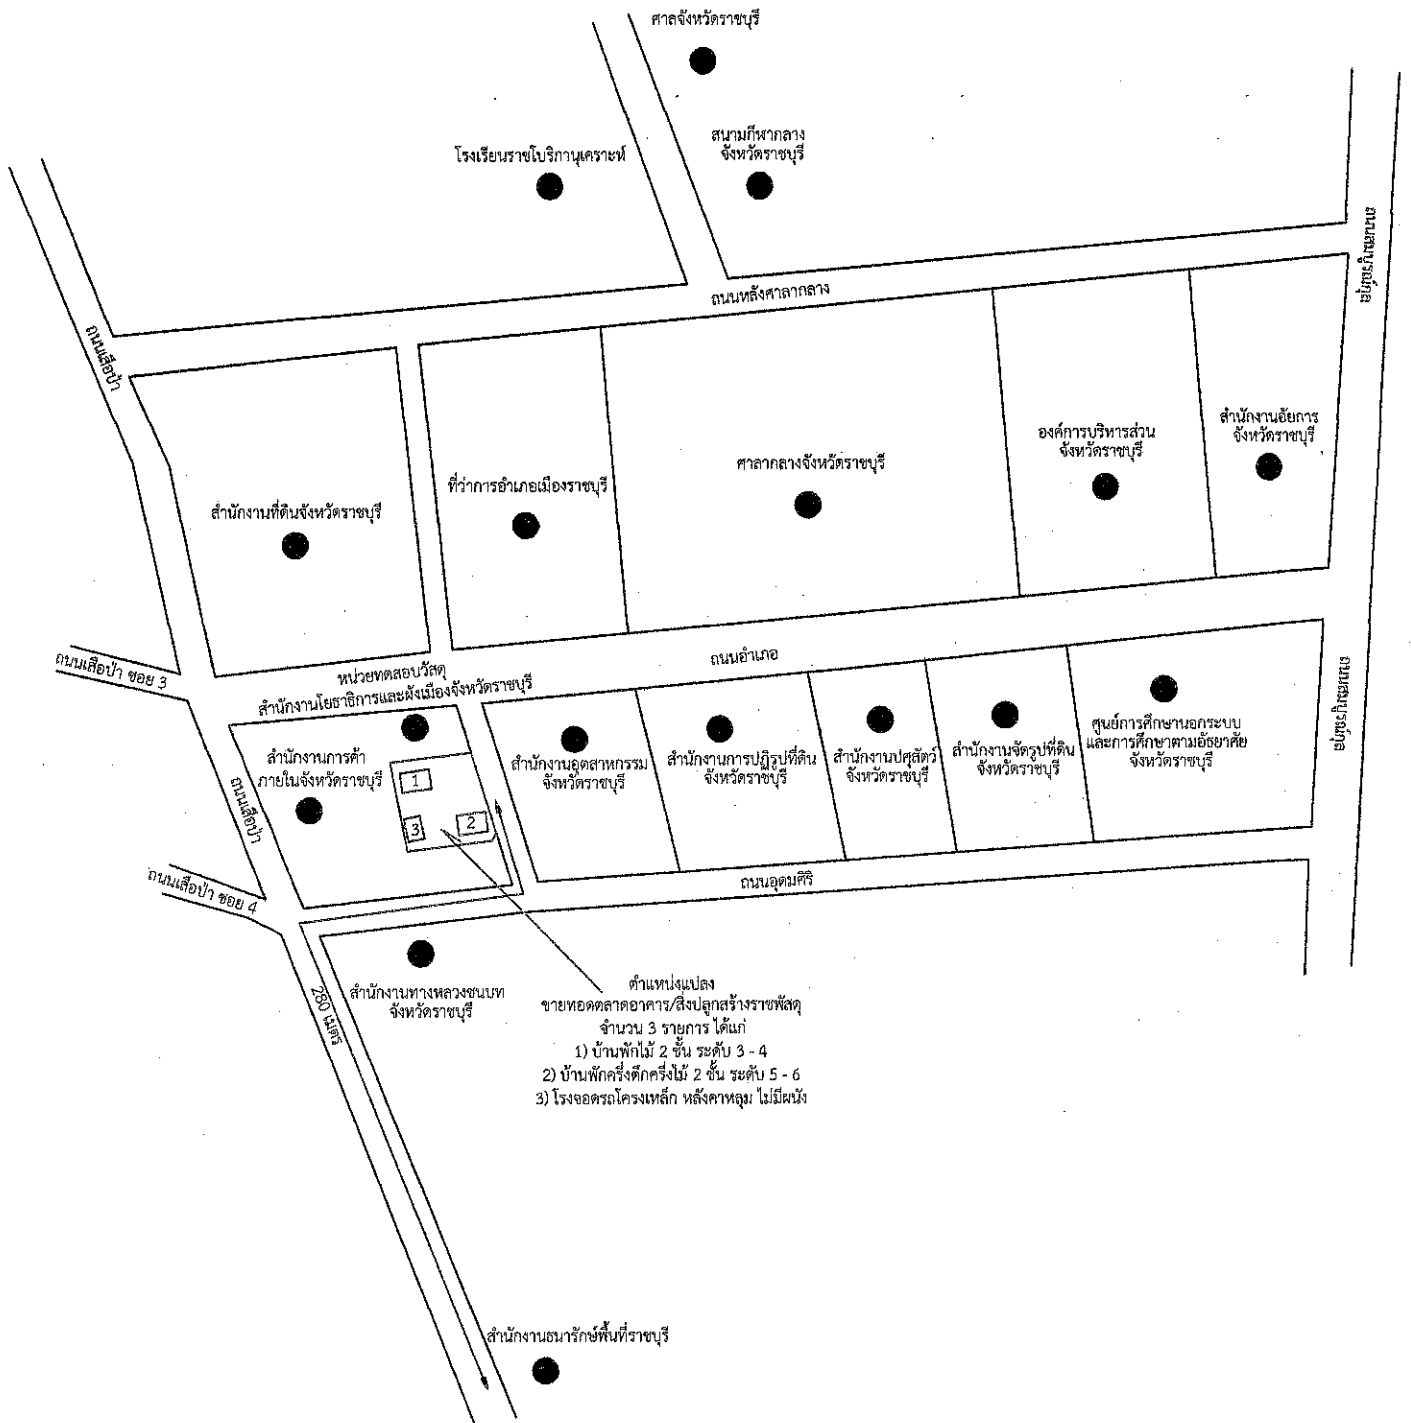 ศาลจังหวัดราชบุรี
สนามกีฬากลาง
จังหวัดราชบุรี
โรงเรียนราชโบริกานุเคราะห์
ถนนสมบูรณ์กุล
ถนนหลังศาลากลาง
ถนนเสือป่า
สำนักงานอัยการ
จังหวัดราชบุรี
องค์การบริหารส่วน
จังหวัดราชบุรี
ศาลากลางจังหวัดราชบุรี
ที่ว่าการอำเภอเมืองราชบุรี
สำนักงานที่ดินจังหวัดราชบุรี
ถนนเสือป่า ซอย 3
ถนนอำเภอ
หน่วยทดสอบวัสดุ
สำนักงานโยธาธิการและผังเมืองจังหวัดราชบุรี
ถนนสมบูรณ์กุล
สำนักงานการค้า
ภายในจังหวัดราชบุรี
1
2
3
สำนักงานอุตสาหกรรม
จังหวัดราชบุรี
สำนักงานการปฏิรูปที่ดิน
จังหวัดราชบุรี
สำนักงานปศุสัตว์
จังหวัดราชบุรี
สำนักงานจัดรูปที่ดิน
จังหวัดราชบุรี
ศูนย์การศึกษานอกระบบ
และการศึกษาตามอัธยาศัย
จังหวัดราชบุรี
ถนนเสือป่า
ถนนเสือป่า ซอย 4
ถนนอุดมศิริ
สำนักงานทางหลวงชนบท
จังหวัดราชบุรี
280 เมตร
ตำแหน่งแปลง
ขายทอดตลาดอาคาร/สิ่งปลูกสร้างราชพัสดุ
จำนวน 3 รายการ ได้แก่
1) บ้านพักไม้ 2 ชั้น ระดับ 3 - 4
2) บ้านพักครึ่งตึกครึ่งไม้ 2 ชั้น ระดับ 5 - 6
3) โรงจอดรถโครงเหล็ก หลังคาหลุม ไม่มีผนัง
สำนักงานธนารักษ์พื้นที่ราชบุรี